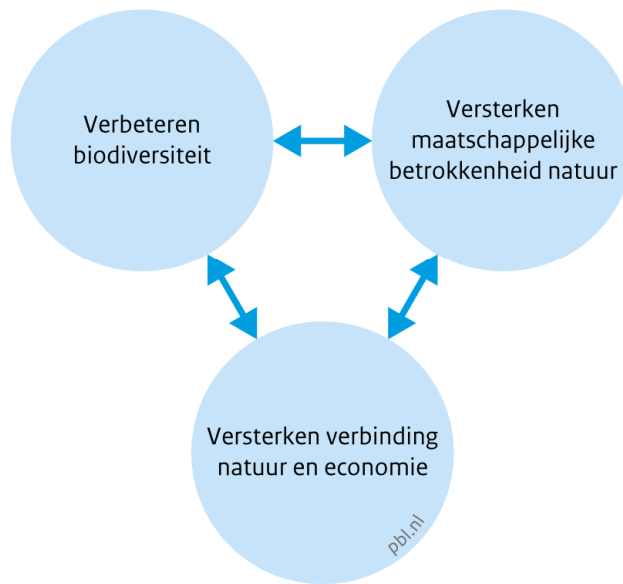 Verbeteren
biodiversiteit
Versterken
maatschappelijke
betrokkenheid natuur
Versterken verbinding
natuur en economie
pbl.nl